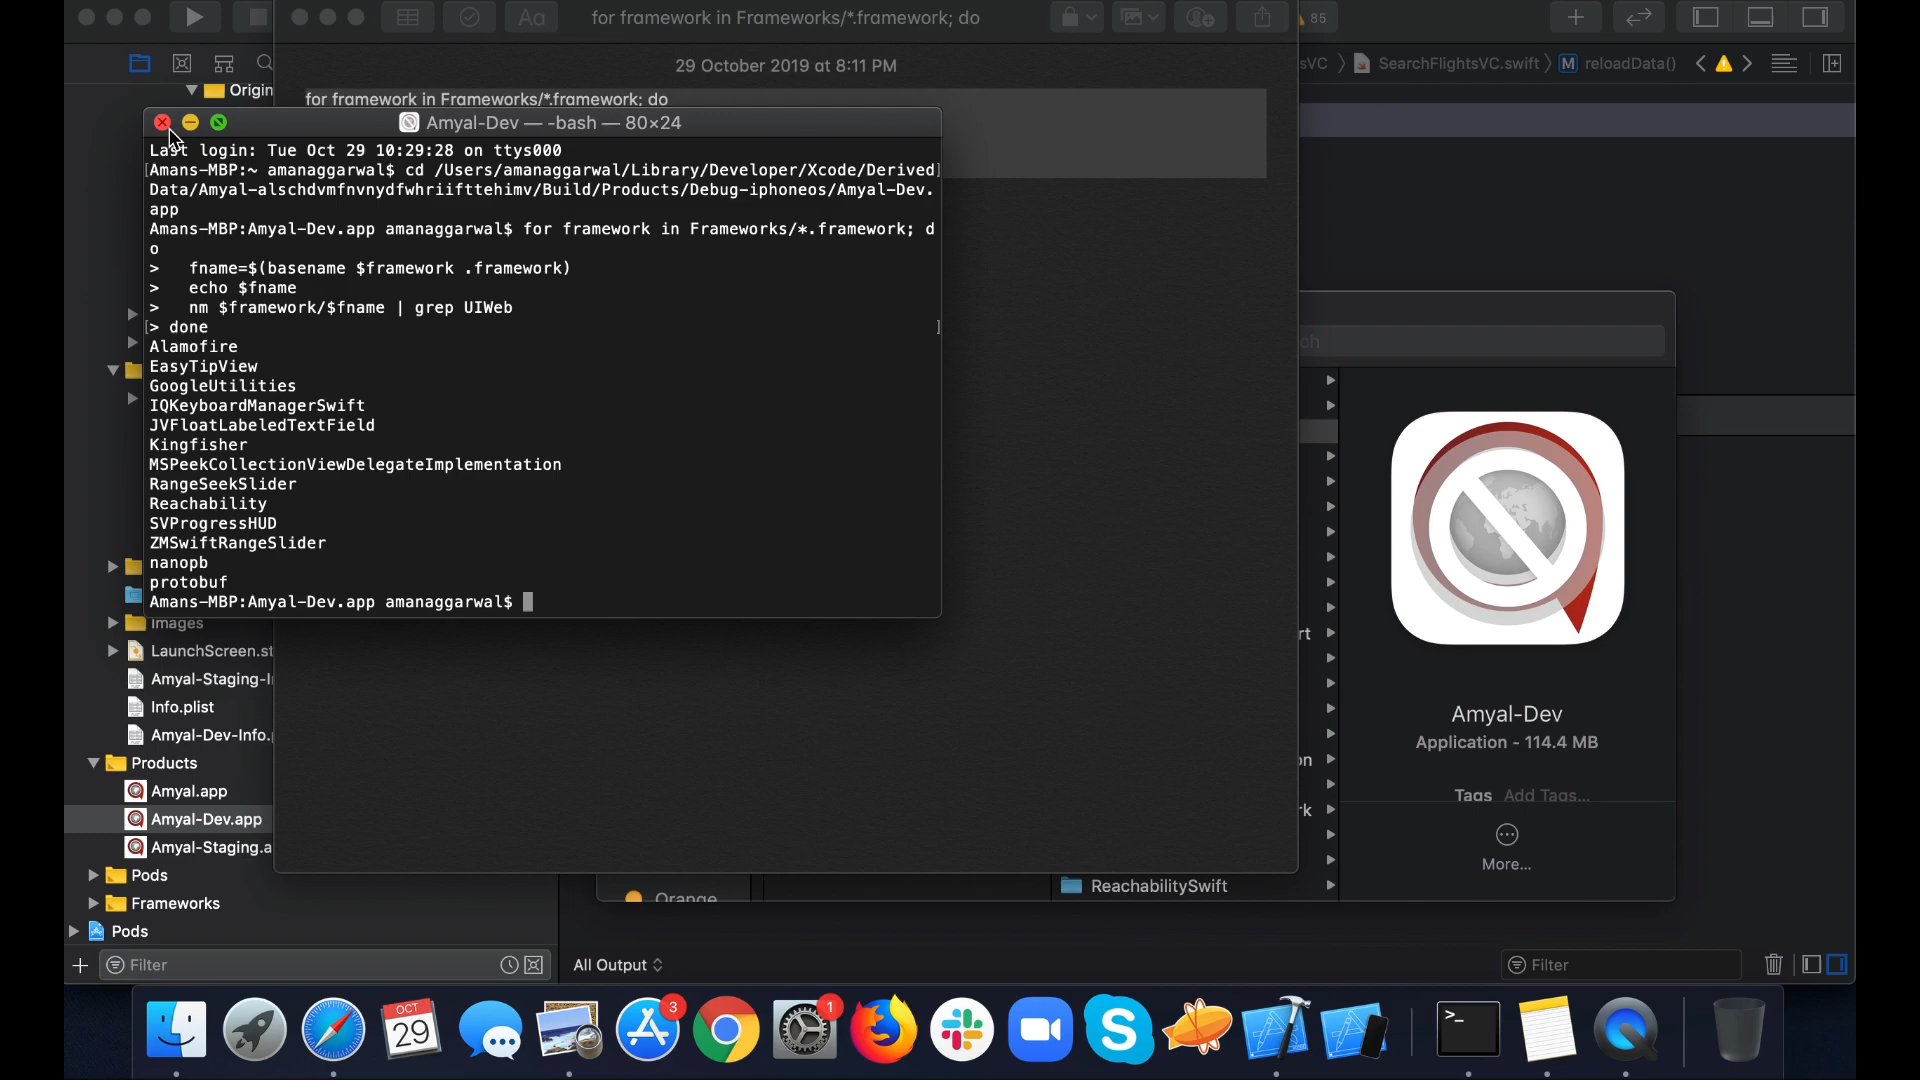 for framework in Frameworks/*.framework; do
85
29 October 2019 at 8:11 PM
sVC
SearchFlightsVC.swift
M
reloadData()
Origin
for framework in Frameworks/*.framework; do
Amyal-Dev — -bash — 80×24
Last login: Tue Oct 29 10:29:28 on ttys000
[Amans-MBP:~ amanaggarwal$ cd /Users/amanaggarwal/Library/Developer/Xcode/Derived]
Data/Amyal-alschdvmfnvnydfwhriifttehimv/Build/Products/Debug-iphoneos/Amyal-Dev.
app
Amans-MBP:Amyal-Dev.app amanaggarwal$ for framework in Frameworks/*.framework; d
o
> fname=$(basename $framework .framework)
> echo $fname
> nm $framework/$fname | grep UIWeb
[> done ]
Alamofire
EasyTipView
GoogleUtilities
IQKeyboardManagerSwift
JVFloatLabeledTextField
Kingfisher
MSPeekCollectionViewDelegateImplementation
RangeSeekSlider
Reachability
SVProgressHUD
ZMSwiftRangeSlider
nanopb
protobuf
Amans-MBP:Amyal-Dev.app amanaggarwal$
Images
LaunchScreen.st
Amyal-Staging-I
Info.plist
Amyal-Dev-Info.
Products
Amyal.app
Amyal-Dev.app
Amyal-Staging.a
Pods
Frameworks
Pods
Filter
All Output
Filter
ch
rt
on
rk
Amyal-Dev
Application - 114.4 MB
Tags Add Tags...
More...
Orange
ReachabilitySwift
OCT
29
3
1